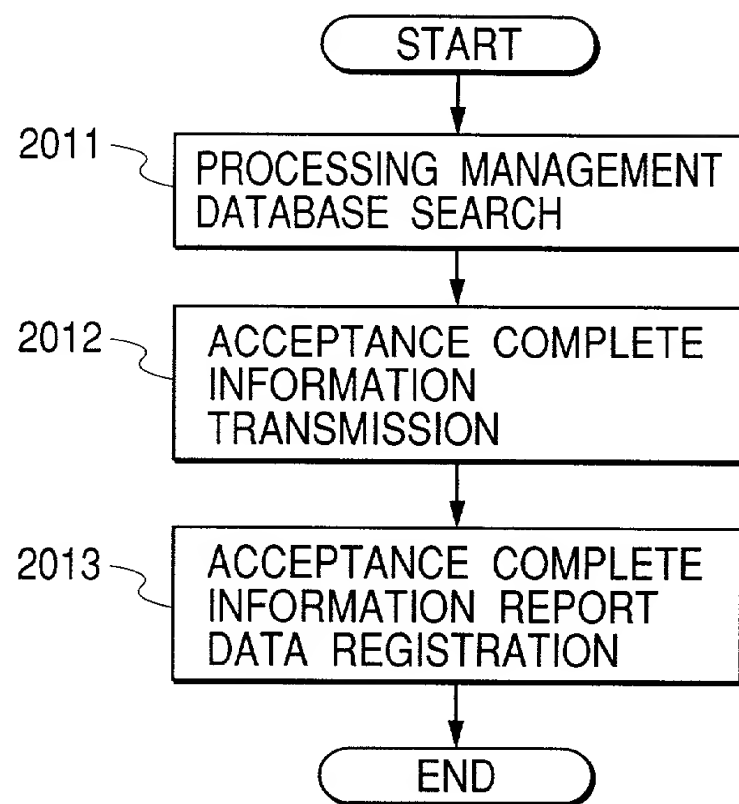 START
2011
PROCESSING MANAGEMENT
DATABASE SEARCH
2012
ACCEPTANCE COMPLETE
INFORMATION
TRANSMISSION
2013
ACCEPTANCE COMPLETE
INFORMATION REPORT
DATA REGISTRATION
END